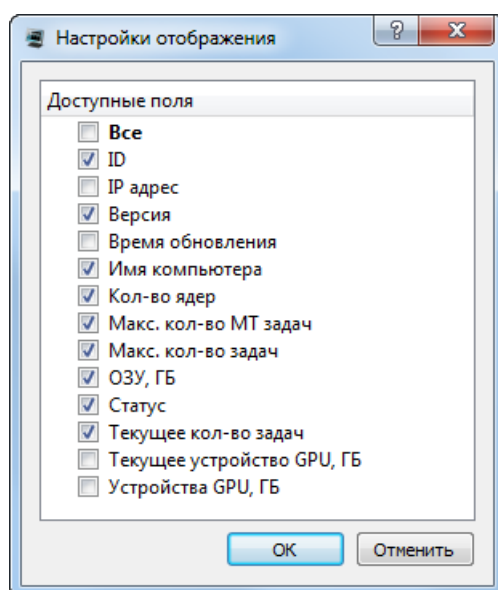 Настройки отображения
Доступные поля
Все
ID
IP адрес
Версия
Время обновления
Имя компьютера
Кол-во ядер
Макс. кол-во МТ задач
Макс. кол-во задач
ОЗУ, ГБ
Статус
Текущее кол-во задач
Текущее устройство GPU, ГБ
Устройства GPU, ГБ
ОК Отменить